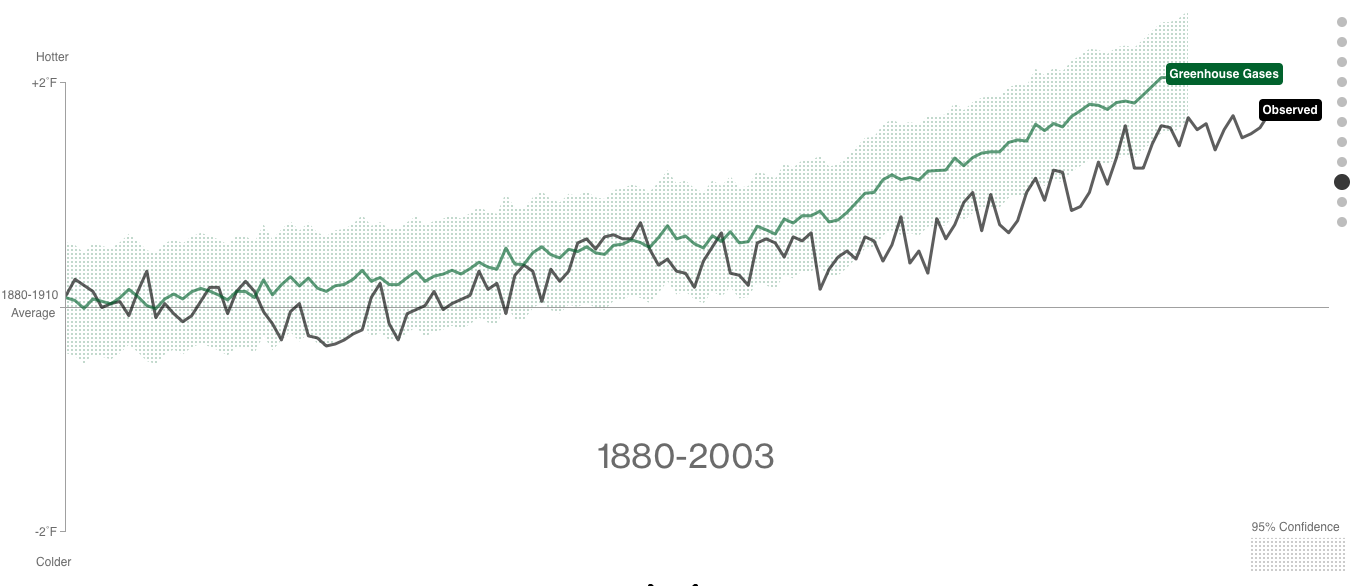 Hotter
+2°F
Greenhouse Gases
Observed
1880-1910
Average
1880-2003
-2°F
95% Confidence
Colder